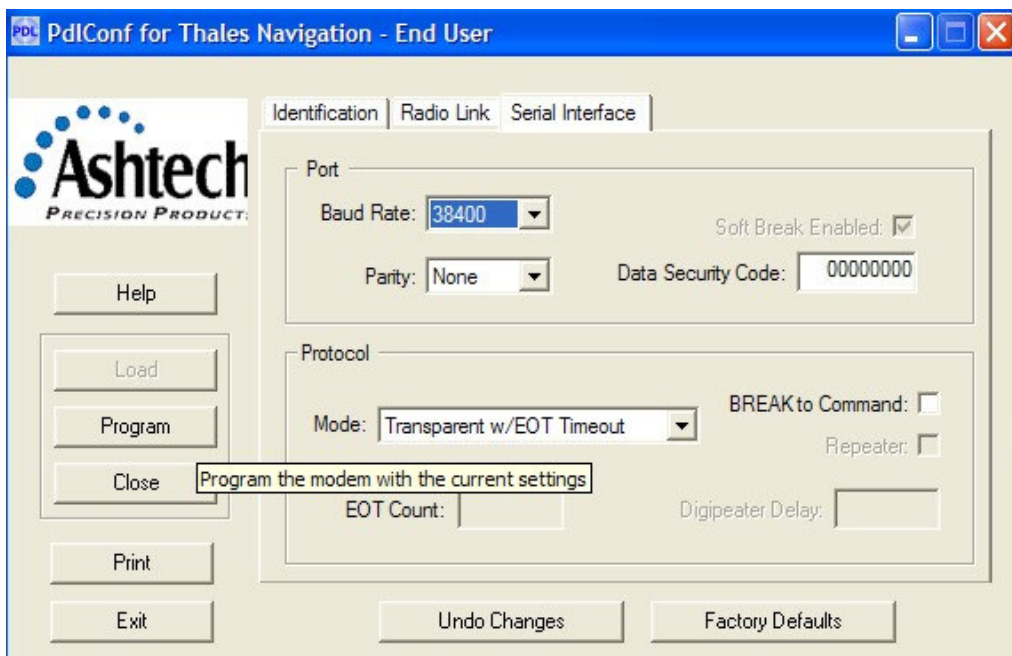 PDL PdlConf for Thales Navigation - End User
Ashtech
PRECISION PRODUCT
Identification Radio Link Serial Interface
Port
Baud Rate: 38400
Soft Break Enabled:
Parity: None
Data Security Code: 00000000
Help
Load
Program
Close
Protocol
Mode: Transparent w/EOT Timeout
BREAK to Command:
Repeater:
Program the modem with the current settings
EOT Count:
Digipeater Delay:
Print
Exit
Undo Changes
Factory Defaults